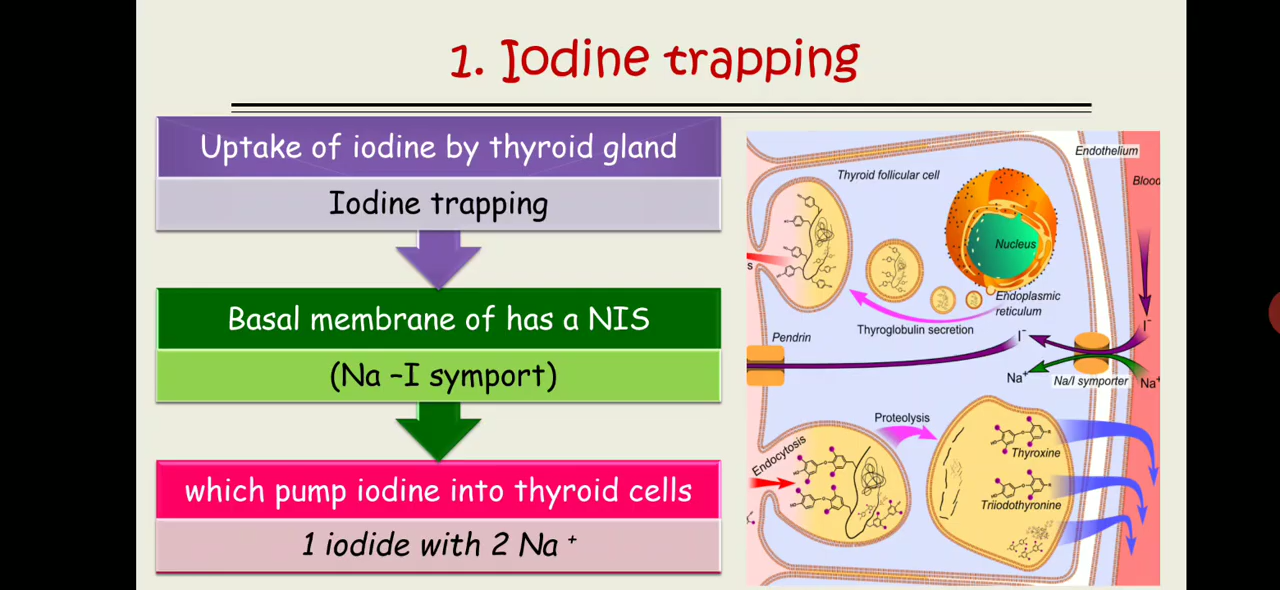 1. Iodine trapping
Uptake of iodine by thyroid gland
Iodine trapping
Basal membrane of has a NIS
(Na –I symport)
which pump iodine into thyroid cells
1 iodide with 2 Na +
Endothelium
Thyroid follicular cell
Blood
Nucleus
s
Endoplasmic
reticulum
Thyroglobulin secretion
I-
Pendrin
I-
Na+
Na/I symporter
Na+
Proteolysis
Endocytosis
Thyroxine
Triiodothyronine